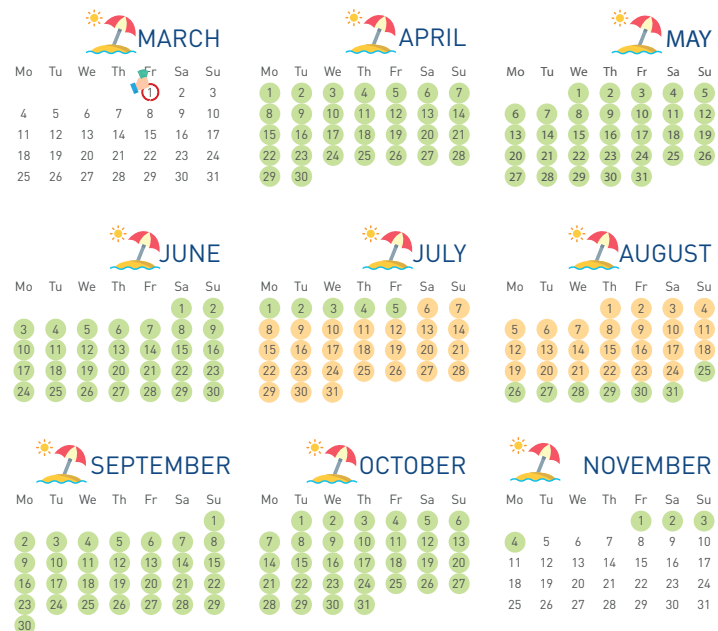 MARCH
Mo Tu We Th Fr Sa Su
1 2 3
4 5 6 7 8 9 10
11 12 13 14 15 16 17
18 19 20 21 22 23 24
25 26 27 28 29 30 31
APRIL
Mo Tu We Th Fr Sa Su
1 2 3 4 5 6 7
8 9 10 11 12 13 14
15 16 17 18 19 20 21
22 23 24 25 26 27 28
29 30
MAY
Mo Tu We Th Fr Sa Su
1 2 3 4 5
6 7 8 9 10 11 12
13 14 15 16 17 18 19
20 21 22 23 24 25 26
27 28 29 30 31
JUNE
Mo Tu We Th Fr Sa Su
1 2
3 4 5 6 7 8 9
10 11 12 13 14 15 16
17 18 19 20 21 22 23
24 25 26 27 28 29 30
JULY
Mo Tu We Th Fr Sa Su
1 2 3 4 5 6 7
8 9 10 11 12 13 14
15 16 17 18 19 20 21
22 23 24 25 26 27 28
29 30 31
AUGUST
Mo Tu We Th Fr Sa Su
1 2 3 4
5 6 7 8 9 10 11
12 13 14 15 16 17 18
19 20 21 22 23 24 25
26 27 28 29 30 31
SEPTEMBER
Mo Tu We Th Fr Sa Su
1
2 3 4 5 6 7 8
9 10 11 12 13 14 15
16 17 18 19 20 21 22
23 24 25 26 27 28 29
30
OCTOBER
Mo Tu We Th Fr Sa Su
1 2 3 4 5 6
7 8 9 10 11 12 13
14 15 16 17 18 19 20
21 22 23 24 25 26 27
28 29 30 31
NOVEMBER
Mo Tu We Th Fr Sa Su
1 2 3
4 5 6 7 8 9 10
11 12 13 14 15 16 17
18 19 20 21 22 23 24
25 26 27 28 29 30 31